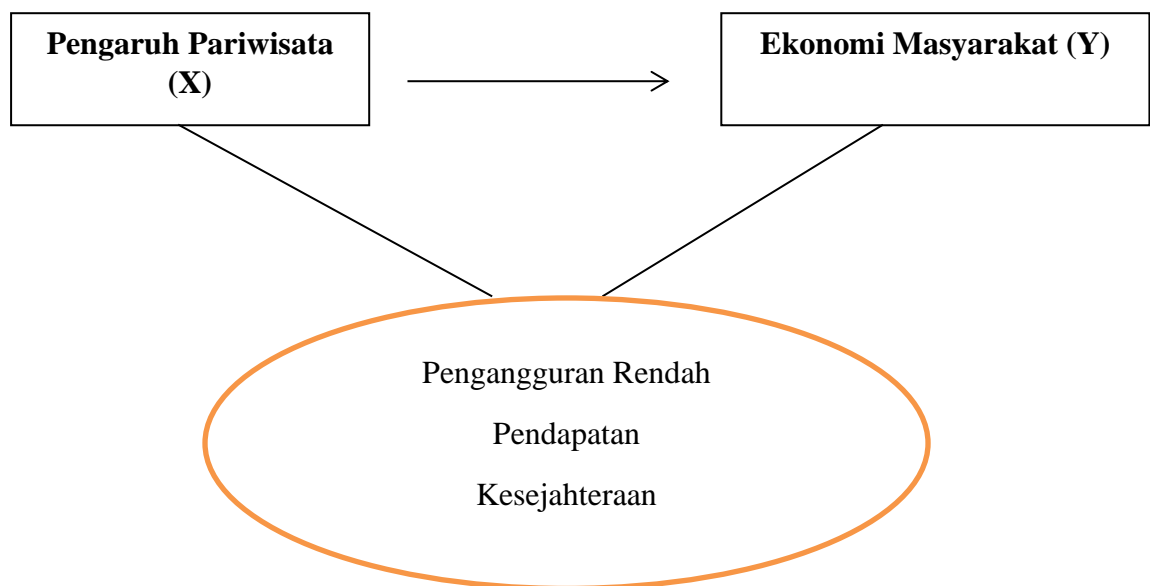 Pengaruh Pariwisata
(X)
Ekonomi Masyarakat (Y)
Pengangguran Rendah
Pendapatan
Kesejahteraan